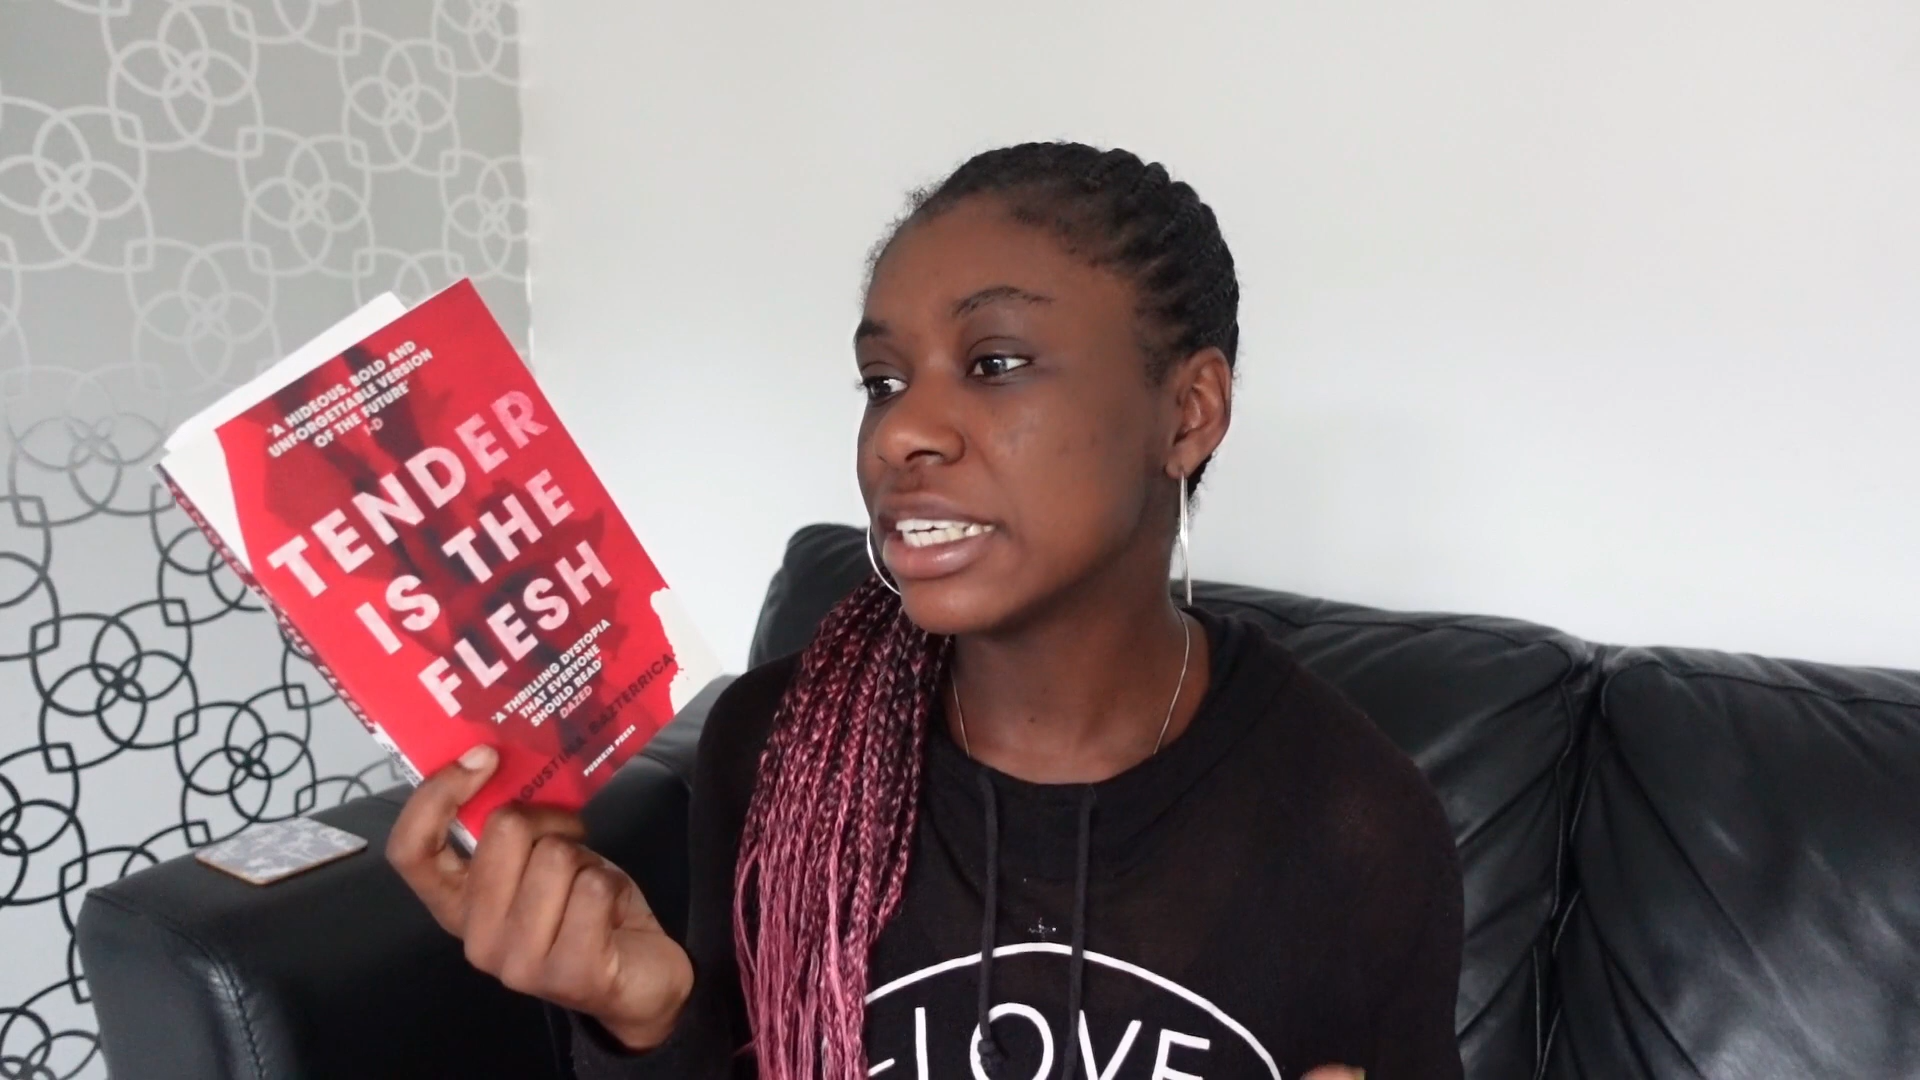 'A HIDEOUS, BOLD AND
UNFORGETTABLE VERSION
OF THE FUTURE'
I-D
TENDER
IS THE
FLESH
'A THRILLING DYSTOPIA
THAT EVERYONE
SHOULD READ'
DAZED
AGUSTINA BAZTERRICA
PUSHKIN PRESS
LOVE